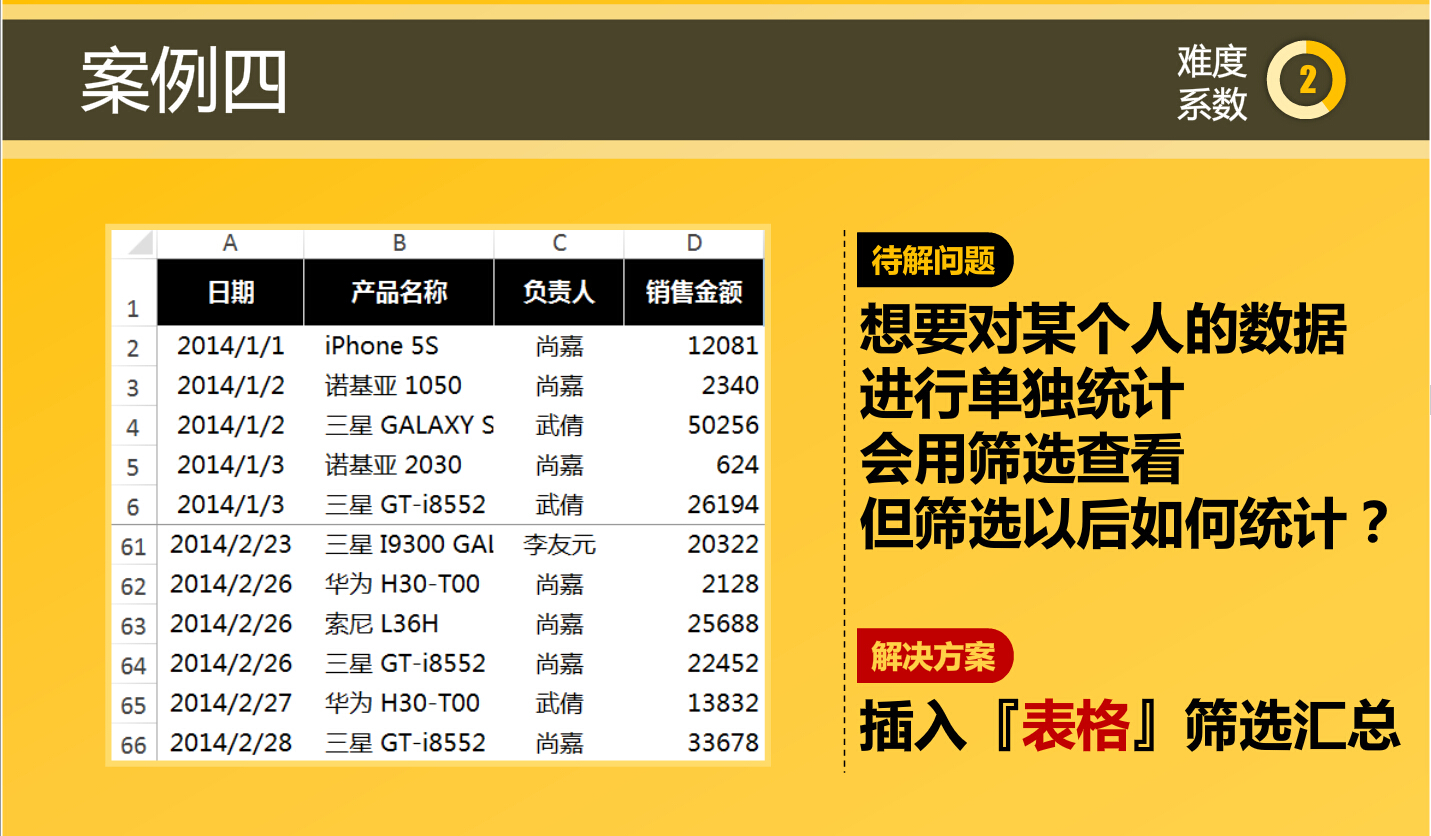 案例四
难度
系数
2
A B C D
1 日期 产品名称 负责人 销售金额
2 2014/1/1 iPhone 5S 尚嘉 12081
3 2014/1/2 诺基亚 1050 尚嘉 2340
4 2014/1/2 三星 GALAXY S 武倩 50256
5 2014/1/3 诺基亚 2030 尚嘉 624
6 2014/1/3 三星 GT-i8552 武倩 26194
61 2014/2/23 三星 I9300 GAL 李友元 20322
62 2014/2/26 华为 H30-T00 尚嘉 2128
63 2014/2/26 索尼 L36H 尚嘉 25688
64 2014/2/26 三星 GT-i8552 尚嘉 22452
65 2014/2/27 华为 H30-T00 武倩 13832
66 2014/2/28 三星 GT-i8552 尚嘉 33678
待解问题
想要对某个人的数据
进行单独统计
会用筛选查看
但筛选以后如何统计？
解决方案
插入『表格』筛选汇总